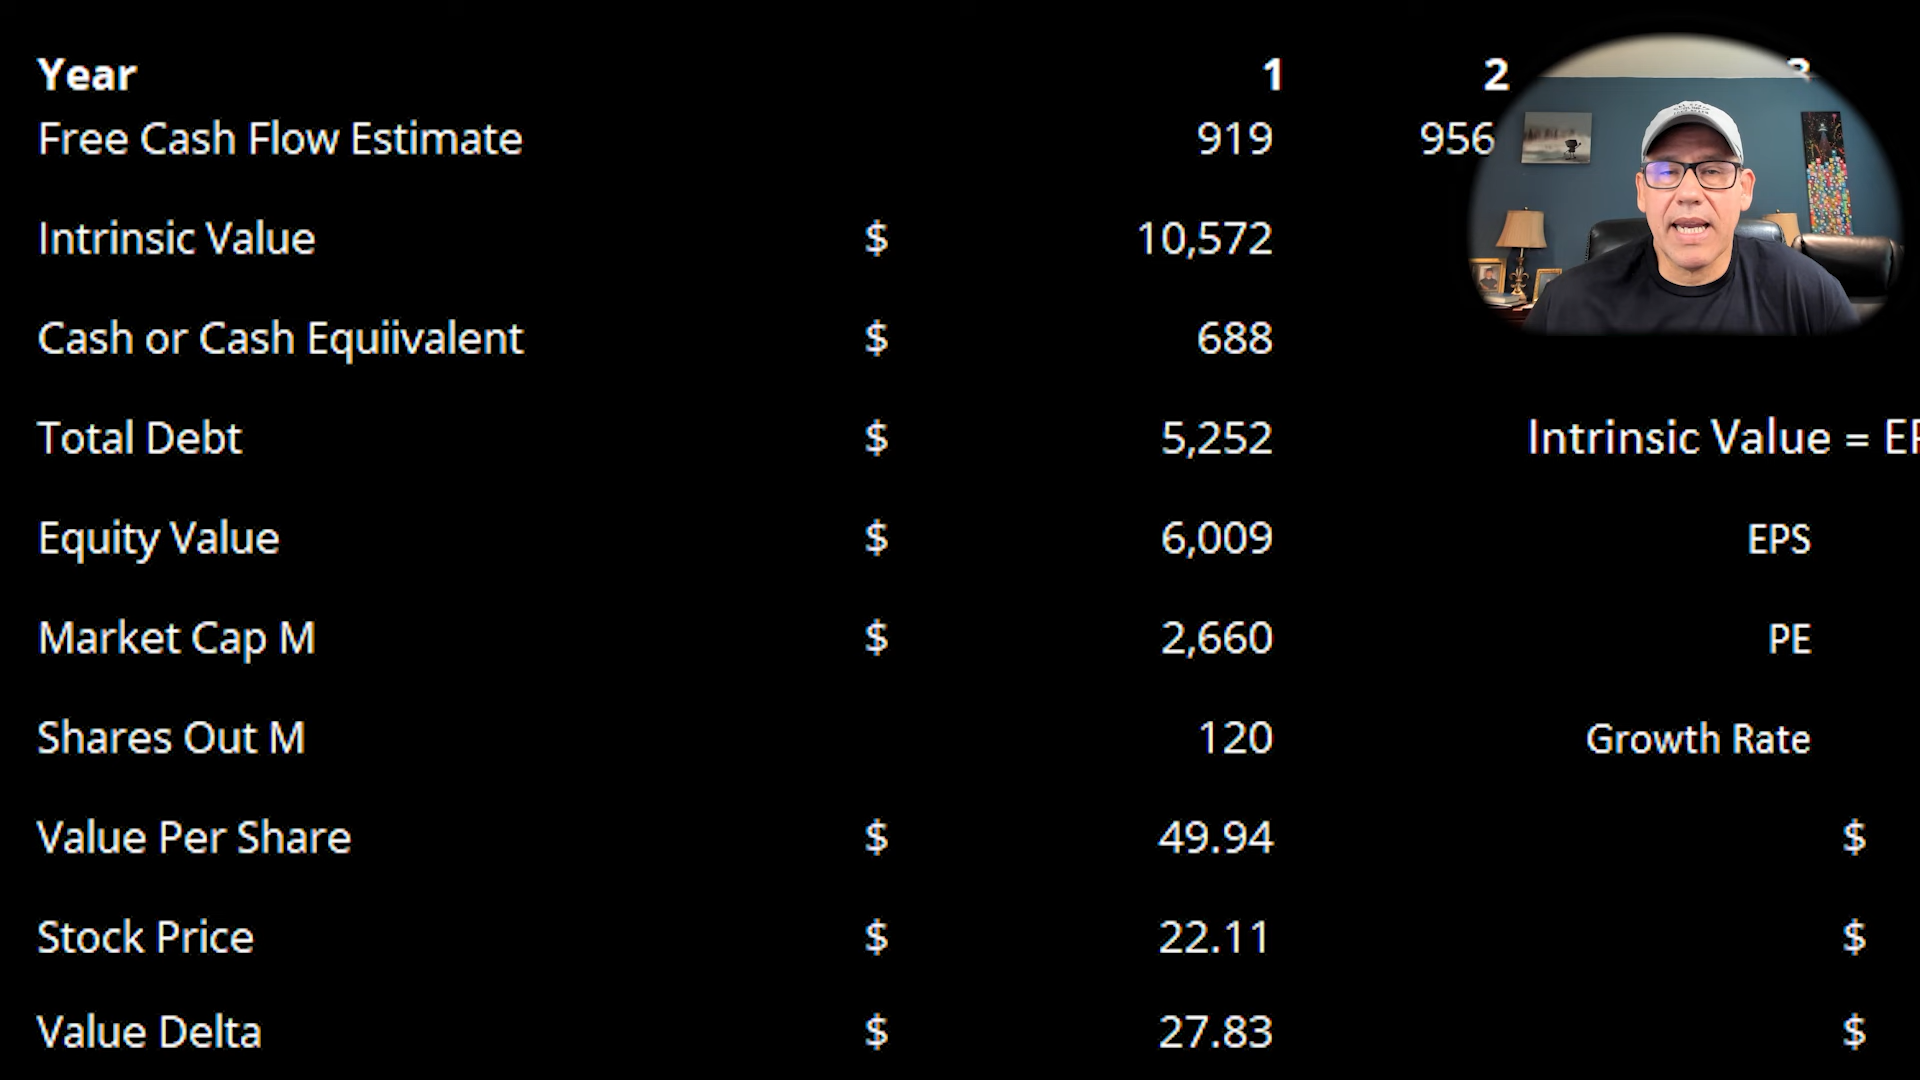 Year 1 2 3
Free Cash Flow Estimate 919 956
Intrinsic Value $ 10,572
Cash or Cash Equiivalent $ 688
Total Debt $ 5,252 Intrinsic Value =
Equity Value $ 6,009 EPS
Market Cap M $ 2,660 PE
Shares Out M 120 Growth Rate
Value Per Share $ 49.94 $
Stock Price $ 22.11 $
Value Delta $ 27.83 $